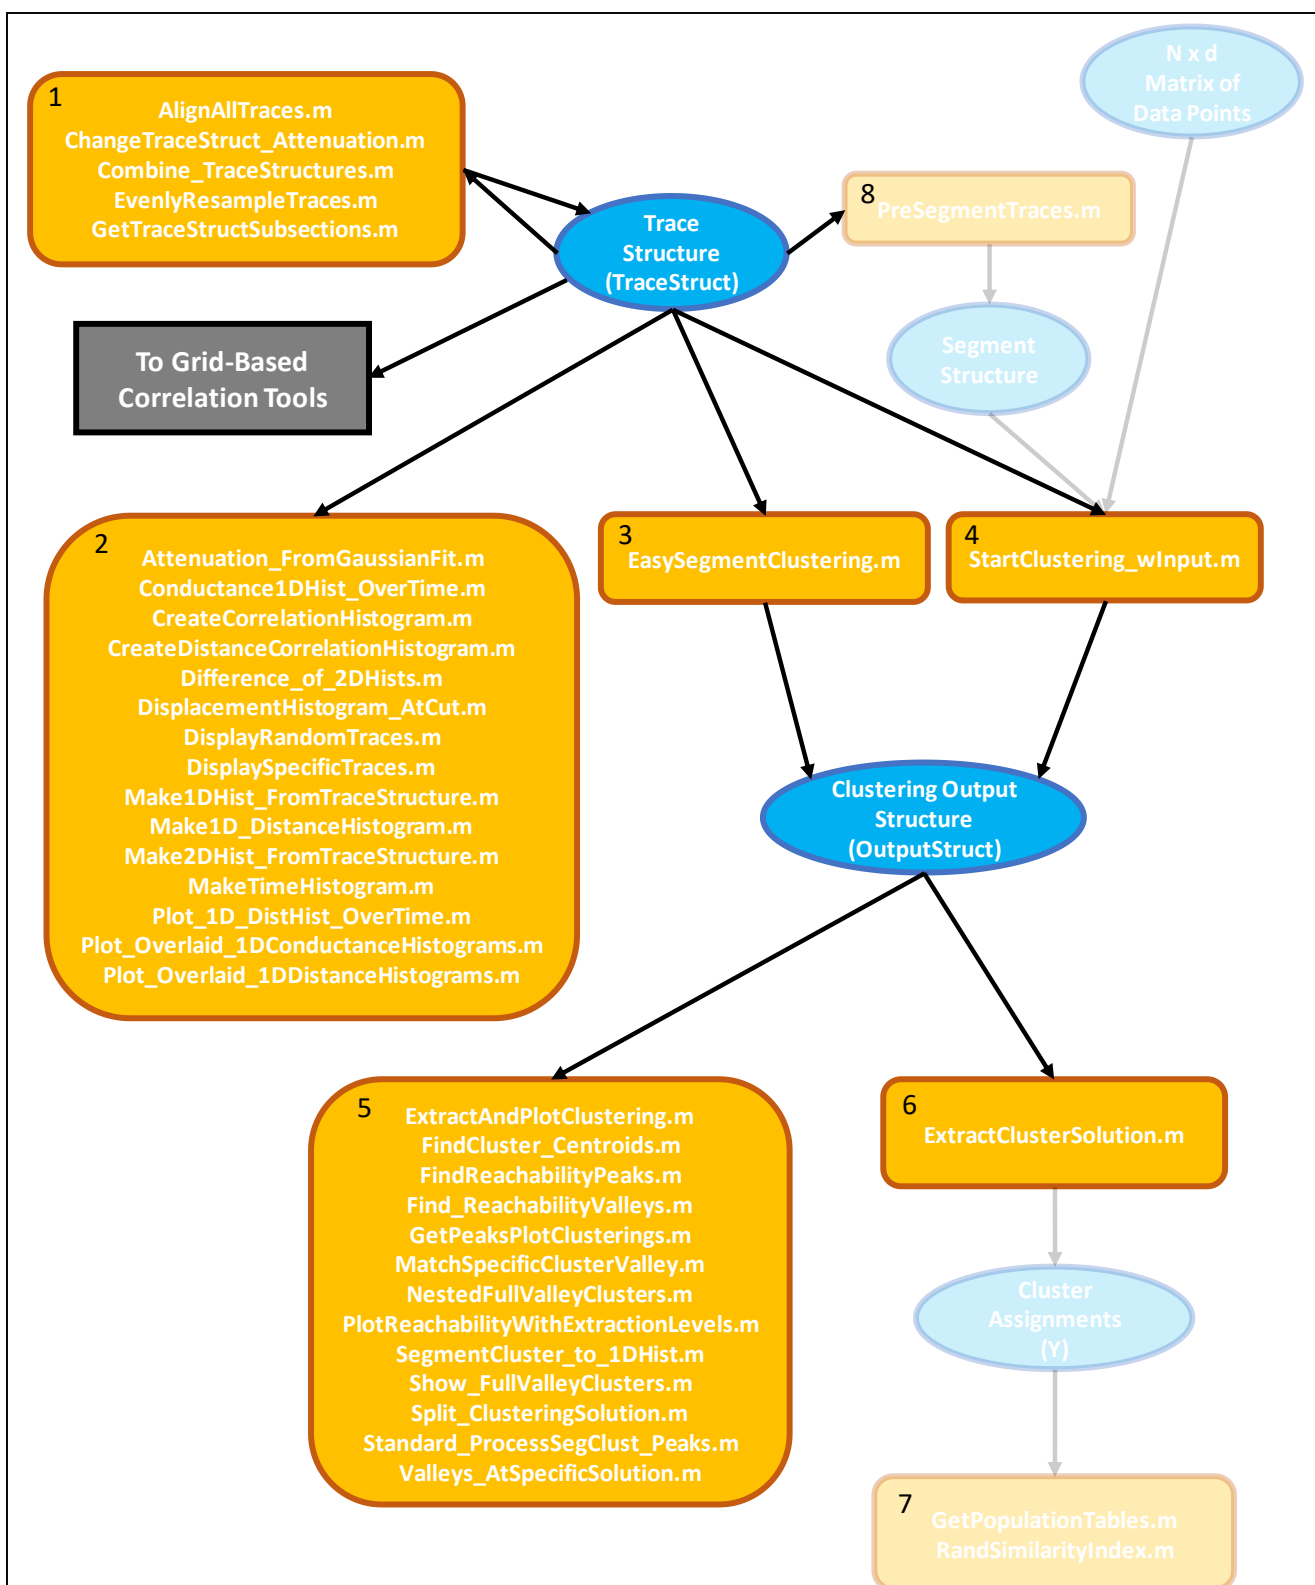 1
AlignAllTraces.m
ChangeTraceStruct_Attenuation.m
Combine_TraceStructures.m
EvenlyResampleTraces.m
GetTraceStructSubsections.m
N x d
Matrix of
Data Points
Trace
Structure
(TraceStruct)
8
PreSegmentTraces.m
Segment
Structure
To Grid-Based
Correlation Tools
2
Attenuation_FromGaussianFit.m
Conductance1DHist_OverTime.m
CreateCorrelationHistogram.m
CreateDistanceCorrelationHistogram.m
Difference_of_2DHists.m
DisplacementHistogram_AtCut.m
DisplayRandomTraces.m
DisplaySpecificTraces.m
Make1DHist_FromTraceStructure.m
Make1D_DistanceHistogram.m
Make2DHist_FromTraceStructure.m
MakeTimeHistogram.m
Plot_1D_DistHist_OverTime.m
Plot_Overlaid_1DConductanceHistograms.m
Plot_Overlaid_1DDistanceHistograms.m
3
EasySegmentClustering.m
4
StartClustering_wInput.m
Clustering Output
Structure
(OutputStruct)
5
ExtractAndPlotClustering.m
FindCluster_Centroids.m
FindReachabilityPeaks.m
Find_ReachabilityValleys.m
GetPeaksPlotClusterings.m
MatchSpecificClusterValley.m
NestedFullValleyClusters.m
PlotReachabilityWithExtractionLevels.m
SegmentCluster_to_1DHist.m
Show_FullValleyClusters.m
Split_ClusteringSolution.m
Standard_ProcessSegClust_Peaks.m
Valleys_AtSpecificSolution.m
6
ExtractClusterSolution.m
Cluster
Assignments
(Y)
7
GetPopulationTables.m
RandSimilarityIndex.m